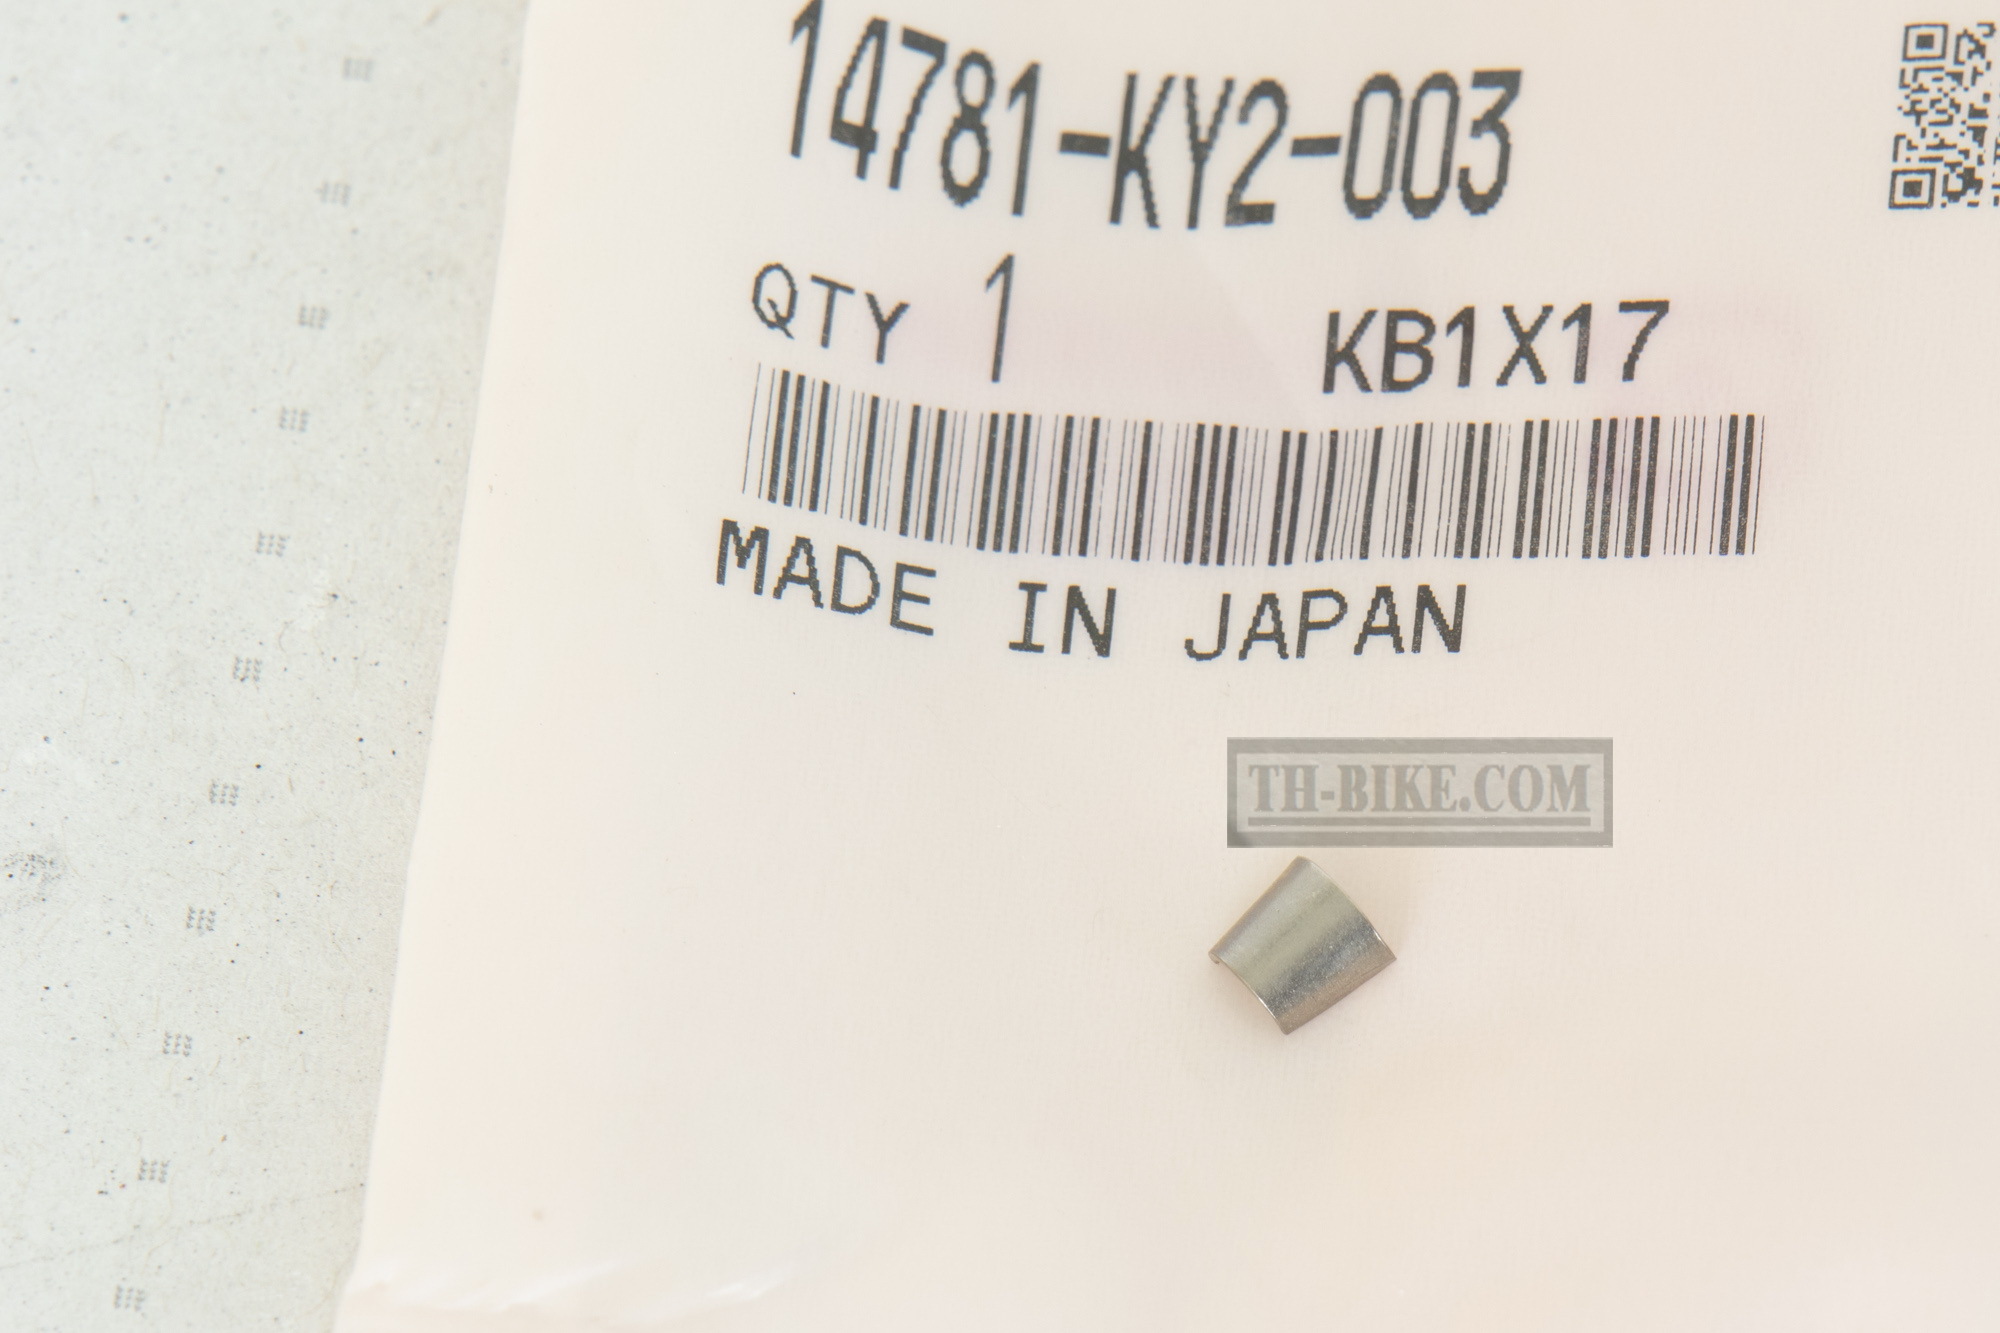 14781-KY2-003
QTY 1 KB1X17
MADE IN JAPAN
TH-BIKE.COM